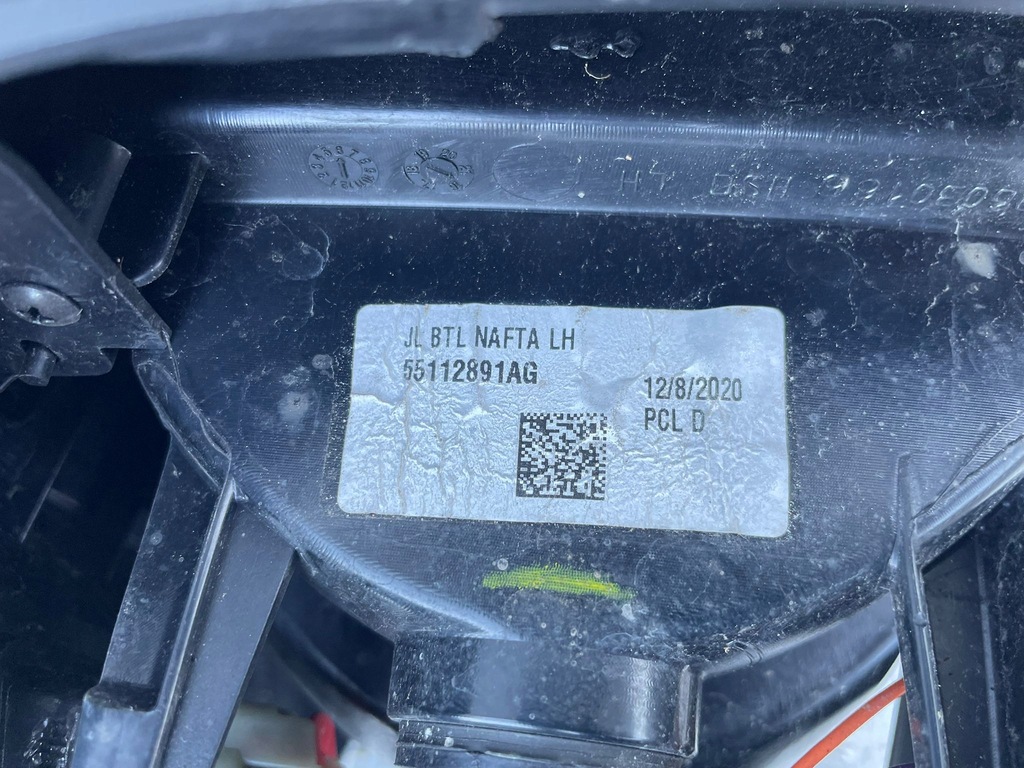 JL BTL NAFTA LH
55112891AG
12/8/2020
PCL D